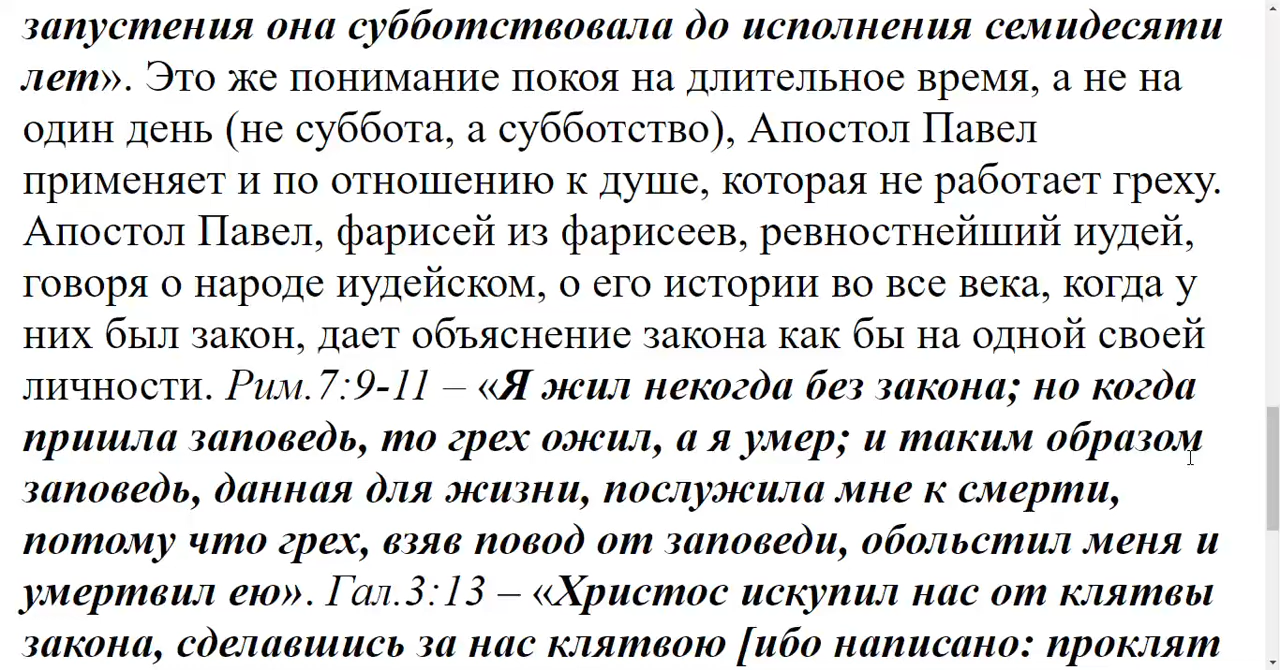 запустения она субботствовала до исполнения семидесяти
лет». Это же понимание покоя на длительное время, а не на
один день (не суббота, а субботство), Апостол Павел
применяет и по отношению к душе, которая не работает греху.
Апостол Павел, фарисей из фарисеев, ревностнейший иудей,
говоря о народе иудейском, о его истории во все века, когда у
них был закон, дает объяснение закона как бы на одной своей
личности. Рим.7:9-11 – «Я жил некогда без закона; но когда
пришла заповедь, то грех ожил, а я умер; и таким образом
заповедь, данная для жизни, послужила мне к смерти,
потому что грех, взяв повод от заповеди, обольстил меня и
умертвил ею». Гал.3:13 – «Христос искупил нас от клятвы
закона, сделавшись за нас клятвою [ибо написано: проклят